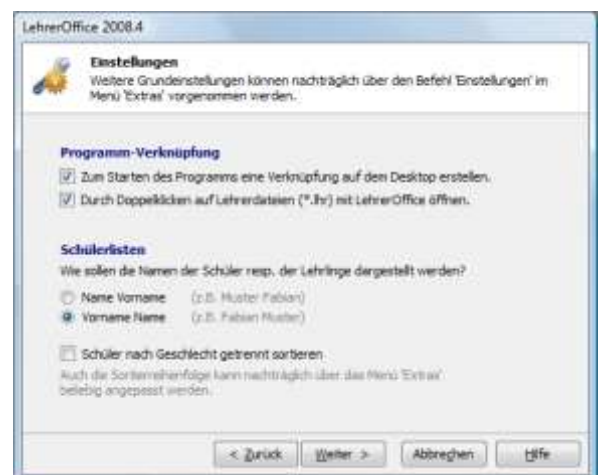 LehrerOffice 2008.4
Einstellungen
Weitere Grundeinstellungen können nachträglich über den Befehl 'Einstellungen' im
Menü 'Extras' vorgenommen werden.
Programm-Verknüpfung
Zum Starten des Programms eine Verknüpfung auf dem Desktop erstellen.
Durch Doppelklicken auf Lehrerdateien (*.lhr) mit LehrerOffice öffnen.
Schülerlisten
Wie sollen die Namen der Schüler resp. der Lehrlinge dargestellt werden?
Name Vorname (z.B. Muster Fabian)
Vorname Name (z.B. Fabian Muster)
Schüler nach Geschlecht getrennt sortieren
Auch die Sortierreihenfolge kann nachträglich über das Menü 'Extras'
beliebig angepasst werden.
< Zurück Weiter > Abbrechen Hilfe